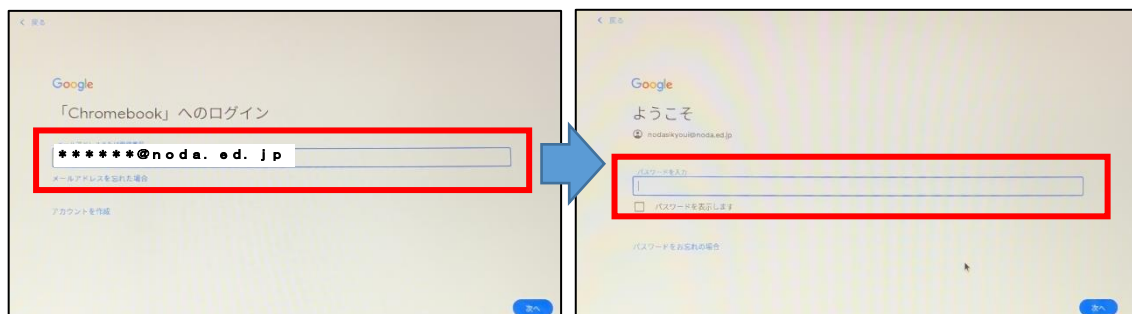 戻る
Google
「Chromebook」へのログイン
******@noda. ed. jp
メールアドレスを忘れた場合
アカウントを作成
次へ
戻る
Google
ようこそ
nodasikyoui@noda.ed.jp
パスワードを入力
パスワードを表示します
パスワードをお忘れの場合
次へ